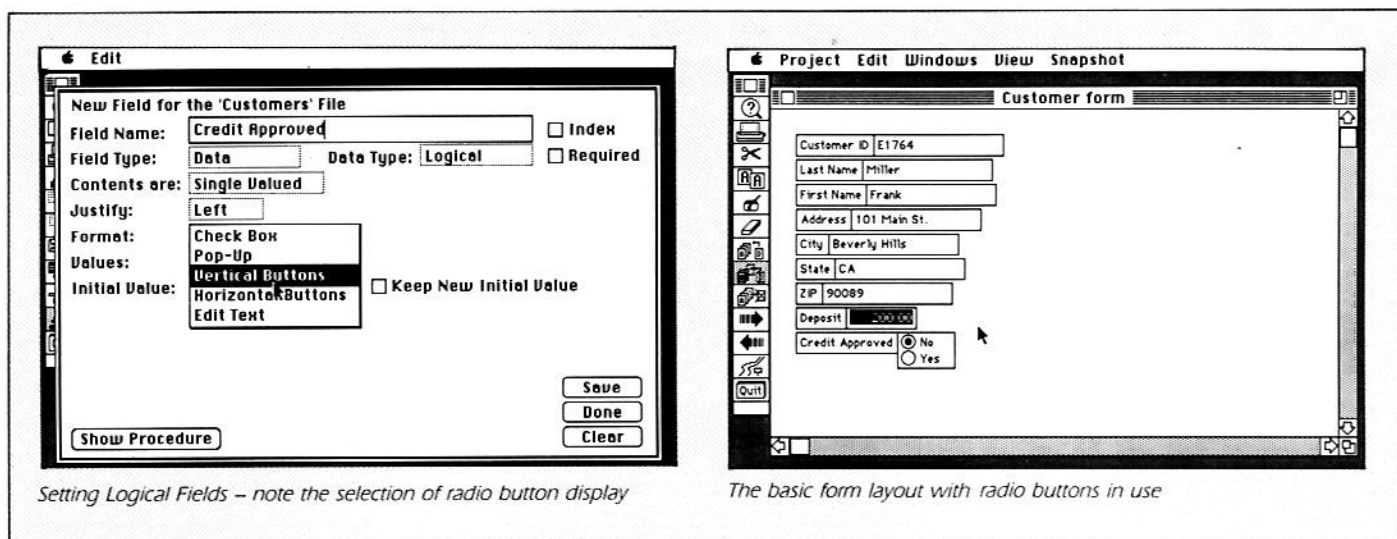 Edit
New Field for the 'Customers' File
Field Name: Credit Approved
Index
Field Type: Data Data Type: Logical
Required
Contents are: Single Valued
Justify: Left
Format: Check Box
Values: Pop-Up
Vertical Buttons
Initial Value: Horizontal Buttons
Keep New Initial Value
Edit Text
Save
Done
Show Procedure
Clear
Setting Logical Fields – note the selection of radio button display
Project Edit Windows View Snapshot
Customer form
Customer ID E1764
Last Name Miller
First Name Frank
Address 101 Main St.
City Beverly Hills
State CA
ZIP 90089
Deposit 200.00
Credit Approved No
Yes
Quit
The basic form layout with radio buttons in use